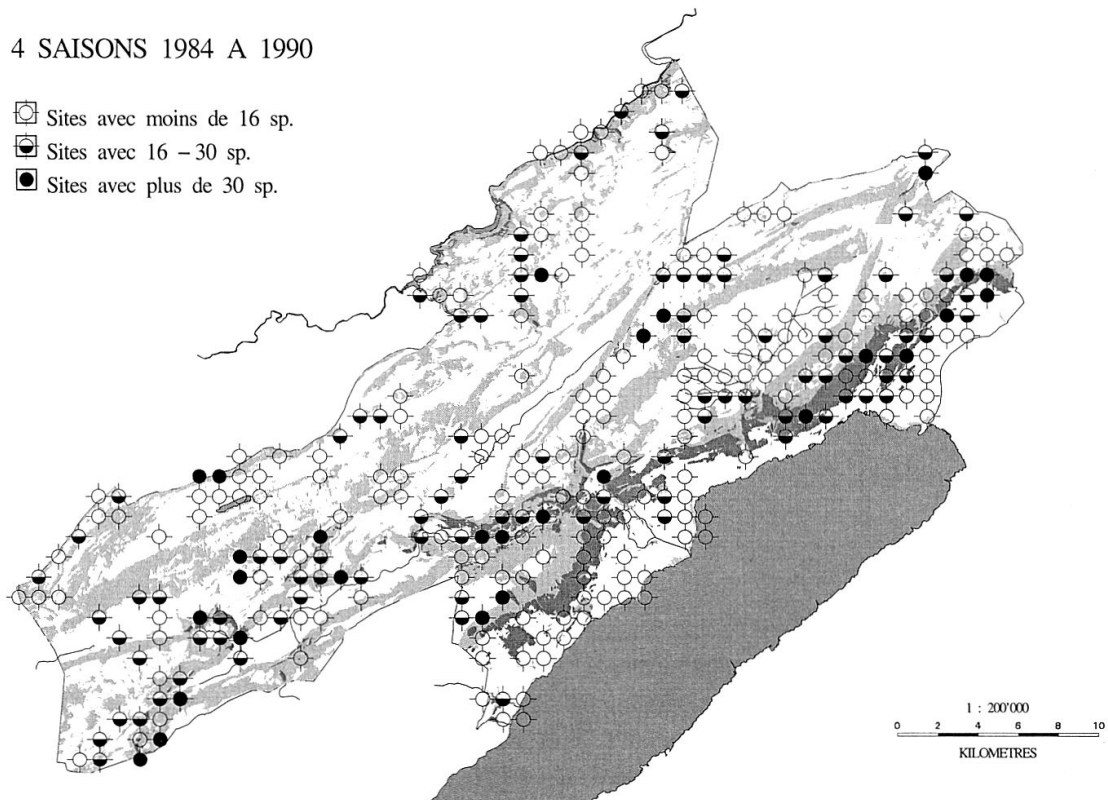 4 SAISONS 1984 A 1990
Sites avec moins de 16 sp.
Sites avec 16 – 30 sp.
Sites avec plus de 30 sp.
1 : 200'000
0 2 4 6 8 10
KILOMETRES